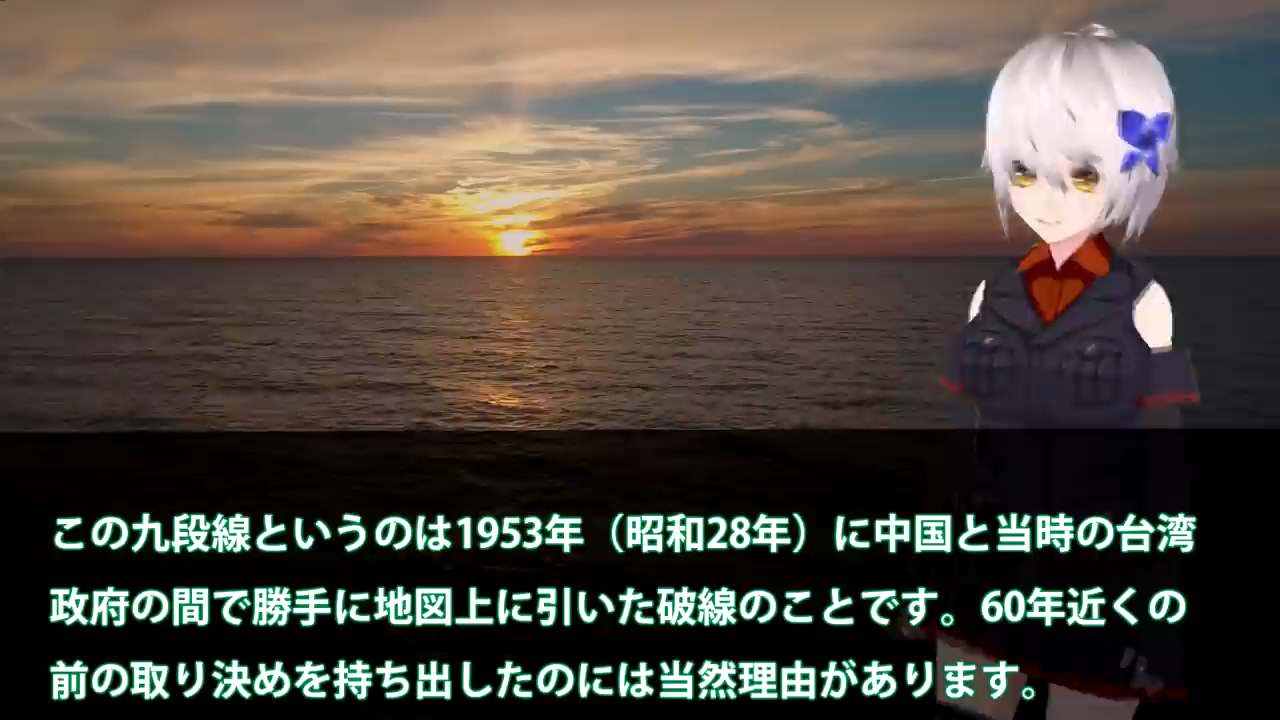 この九段線というのは1953年（昭和28年）に中国と当時の台湾
政府の間で勝手に地図上に引いた破線のことです。60年近くの
前の取り決めを持ち出したのには当然理由があります。